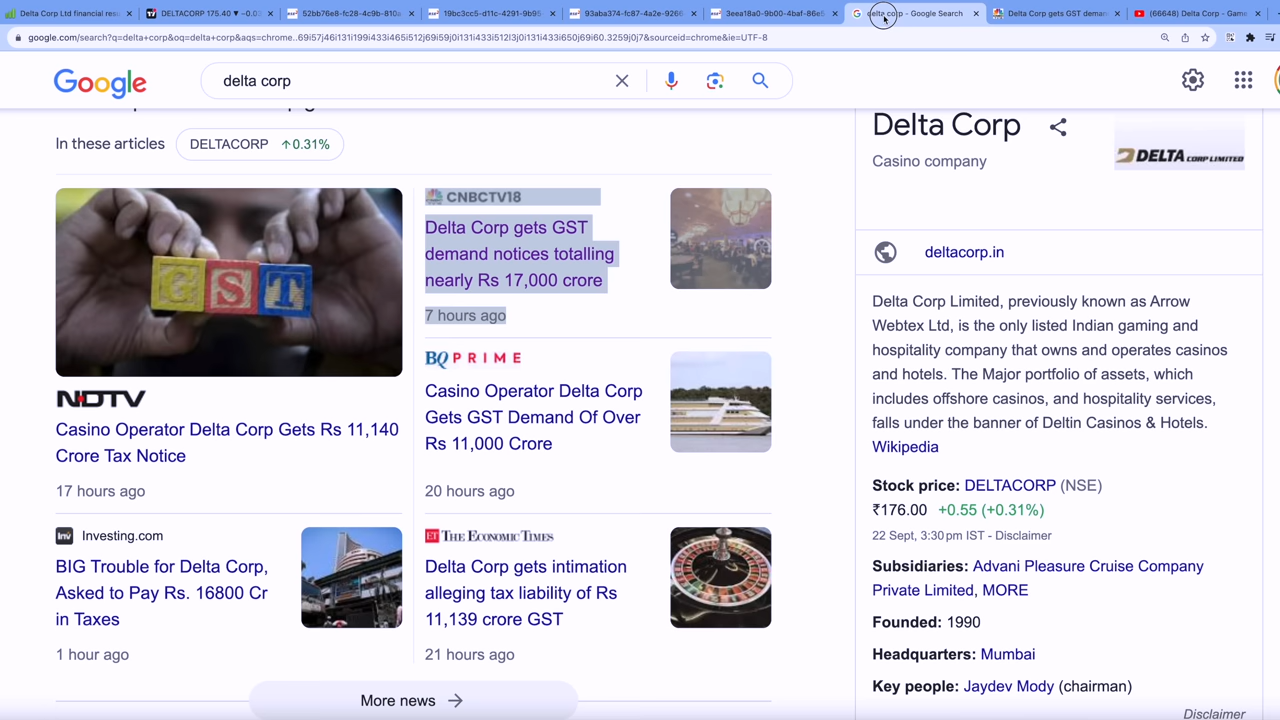 Delta Corp Ltd financial resu
DELTACORP 175.40 ▼ −0.0
52bb76e8-fc28-4c9b-810a
19bc3cc5-d11c-4291-9b95
93aba374-fc87-4a2e-9266
3eea18a0-9b00-4baf-86e5
delta corp - Google Search
Delta Corp gets GST deman
(66648) Delta Corp - Game
google.com/search?q=delta+corp&oq=delta+corp&aqs=chrome..69i57j46i131i199i433i465i512j69i59j0i131i433i512l3j0i131i433i650j69i60.3259j0j7&sourceid=chrome&ie=UTF-8
Google
delta corp
In these articles
DELTACORP ↑0.31%
GST
NDTV
Casino Operator Delta Corp Gets Rs 11,140
Crore Tax Notice
17 hours ago
CNBCTV18
Delta Corp gets GST
demand notices totalling
nearly Rs 17,000 crore
7 hours ago
BQ PRIME
Casino Operator Delta Corp
Gets GST Demand Of Over
Rs 11,000 Crore
20 hours ago
Inv Investing.com
BIG Trouble for Delta Corp,
Asked to Pay Rs. 16800 Cr
in Taxes
1 hour ago
ET THE ECONOMIC TIMES
Delta Corp gets intimation
alleging tax liability of Rs
11,139 crore GST
21 hours ago
More news →
Delta Corp
Casino company
DELTA CORP LIMITED
deltacorp.in
Delta Corp Limited, previously known as Arrow
Webtex Ltd, is the only listed Indian gaming and
hospitality company that owns and operates casinos
and hotels. The Major portfolio of assets, which
includes offshore casinos, and hospitality services,
falls under the banner of Deltin Casinos & Hotels.
Wikipedia
Stock price: DELTACORP (NSE)
₹176.00 +0.55 (+0.31%)
22 Sept, 3:30 pm IST - Disclaimer
Subsidiaries: Advani Pleasure Cruise Company
Private Limited, MORE
Founded: 1990
Headquarters: Mumbai
Key people: Jaydev Mody (chairman)
Disclaimer